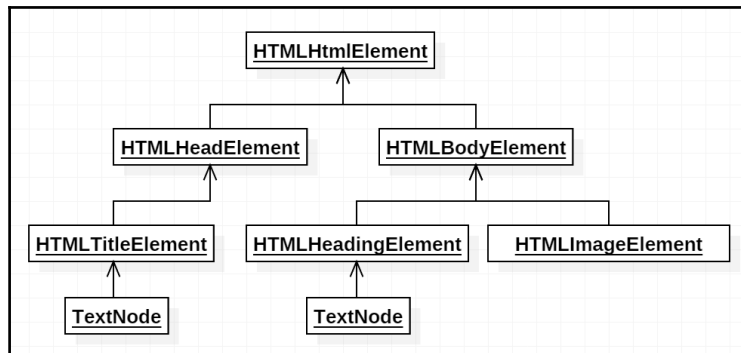 HTMLHtmlElement
HTMLHeadElement
HTMLBodyElement
HTMLTitleElement
HTMLHeadingElement
HTMLImageElement
TextNode
TextNode